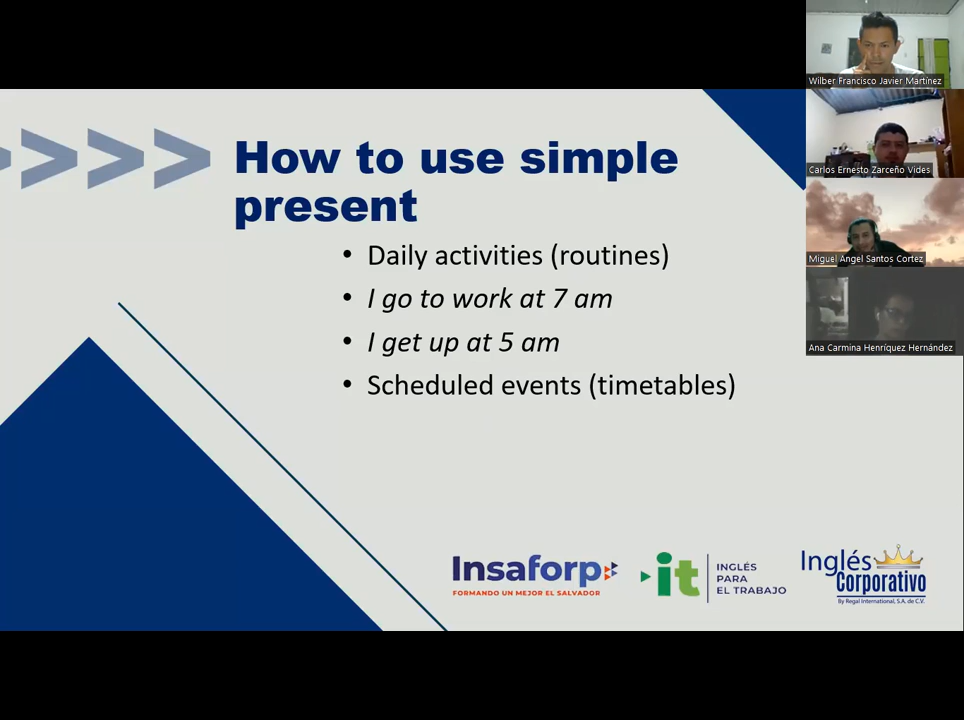 Wilber Francisco Javier Martínez
Carlos Ernesto Zarceño Vides
Miguel Angel Santos Cortez
Ana Carmina Henríquez Hernández
>>>>
How to use simple
present
• Daily activities (routines)
• I go to work at 7 am
• I get up at 5 am
• Scheduled events (timetables)
Insaforp
FORMANDO UN MEJOR EL SALVADOR
it
INGLÉS
PARA
EL TRABAJO
Inglés
Corporativo
By Regal International, S.A. de C.V.